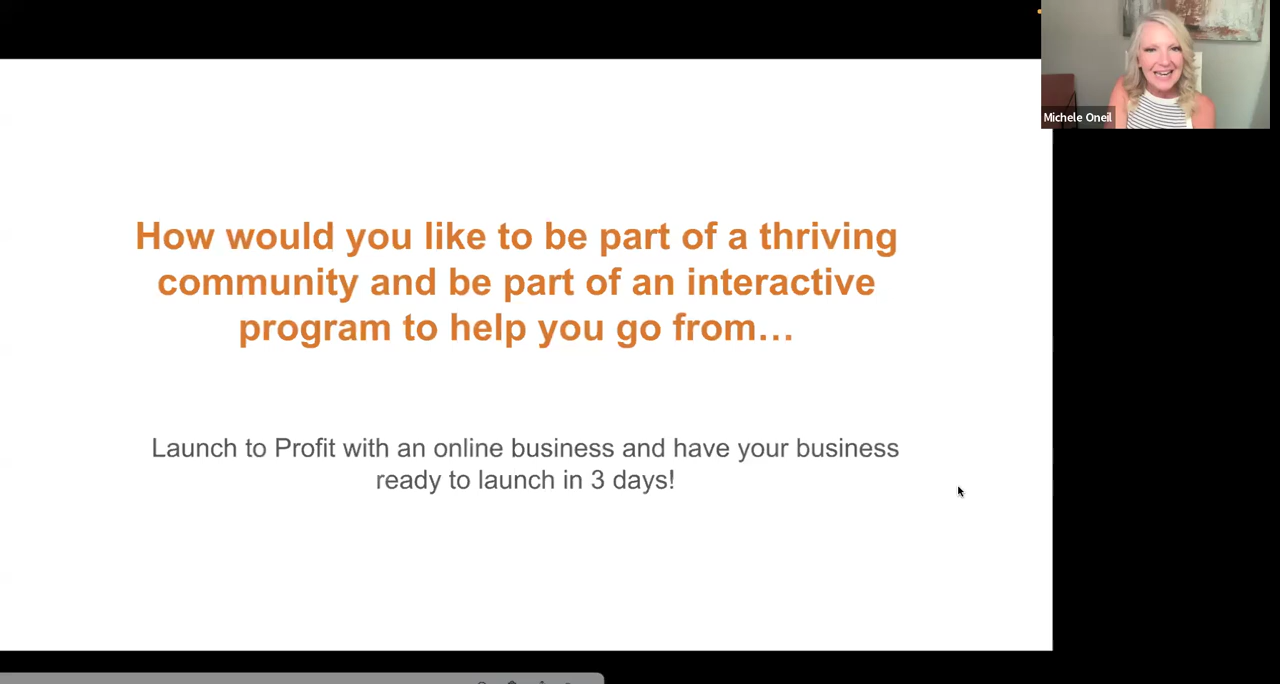 Michele Oneil
How would you like to be part of a thriving
community and be part of an interactive
program to help you go from…
Launch to Profit with an online business and have your business
ready to launch in 3 days!